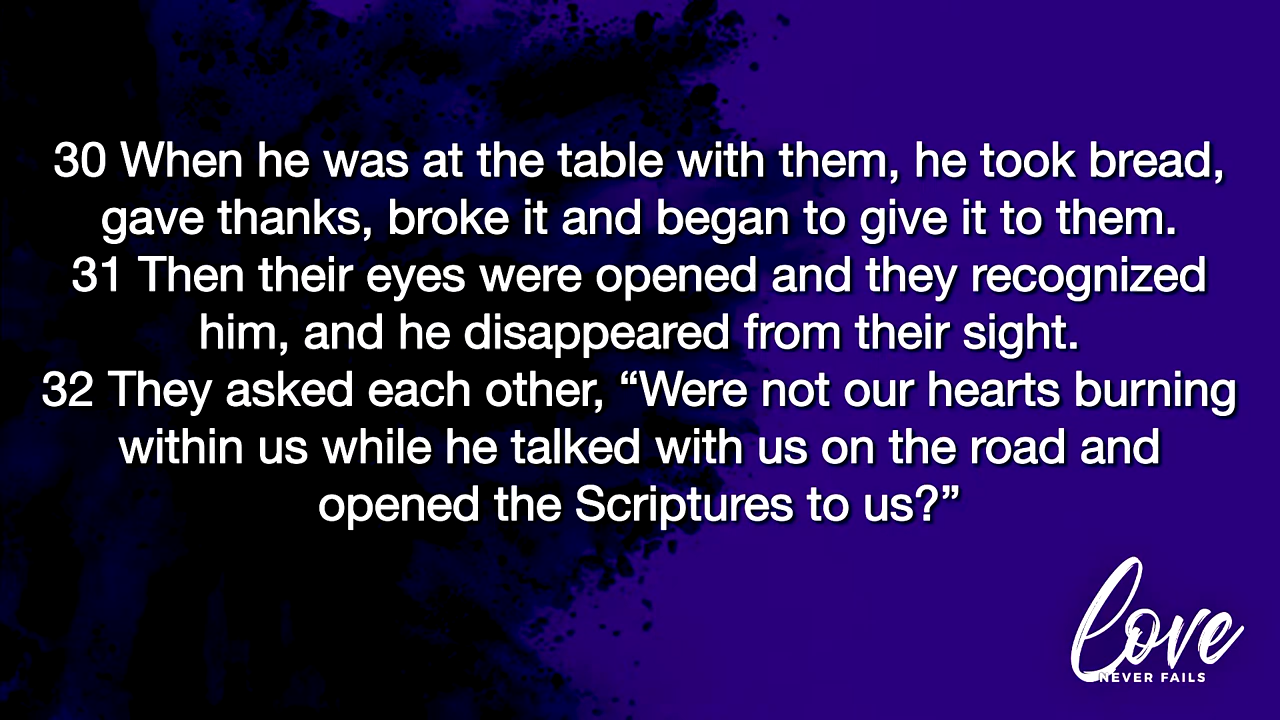 30 When he was at the table with them, he took bread,
gave thanks, broke it and began to give it to them.
31 Then their eyes were opened and they recognized
him, and he disappeared from their sight.
32 They asked each other, “Were not our hearts burning
within us while he talked with us on the road and
opened the Scriptures to us?”
Love
NEVER FAILS